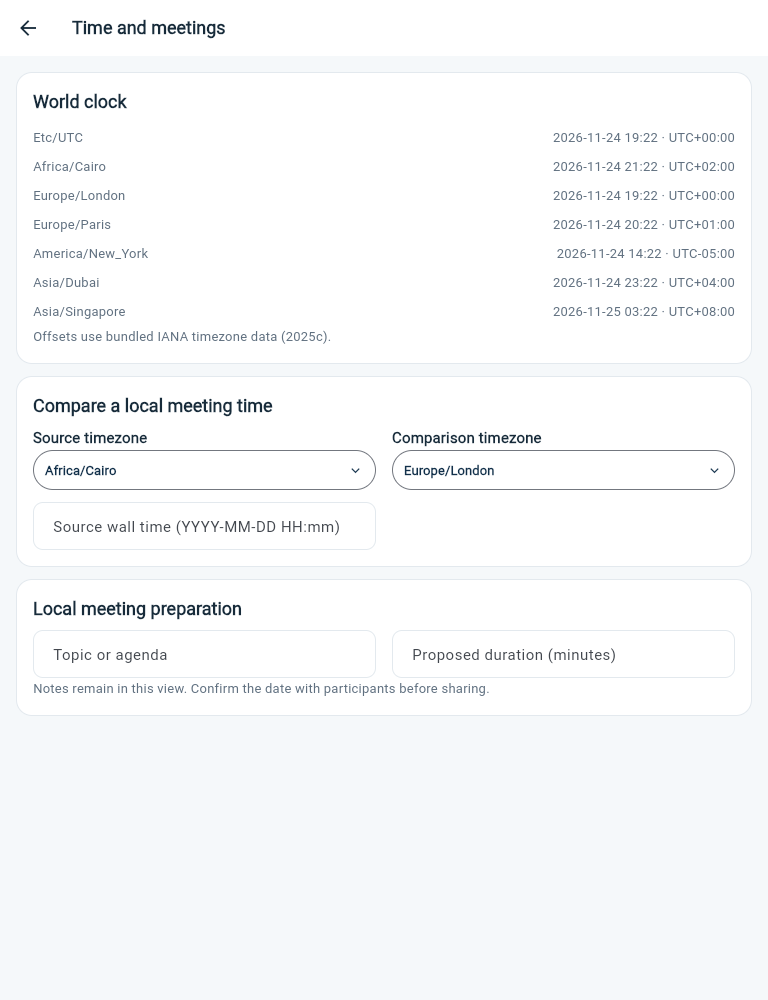 Time and meetings
World clock
Etc/UTC 2026-11-24 19:22 · UTC+00:00
Africa/Cairo 2026-11-24 21:22 · UTC+02:00
Europe/London 2026-11-24 19:22 · UTC+00:00
Europe/Paris 2026-11-24 20:22 · UTC+01:00
America/New_York 2026-11-24 14:22 · UTC-05:00
Asia/Dubai 2026-11-24 23:22 · UTC+04:00
Asia/Singapore 2026-11-25 03:22 · UTC+08:00
Offsets use bundled IANA timezone data (2025c).
Compare a local meeting time
Source timezone Comparison timezone
Africa/Cairo Europe/London
Source wall time (YYYY-MM-DD HH:mm)
Local meeting preparation
Topic or agenda Proposed duration (minutes)
Notes remain in this view. Confirm the date with participants before sharing.